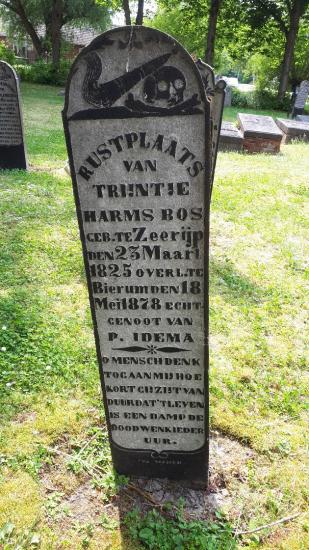 RUSTPLAATS
VAN
TRIJNTJE
HARMS BOS
GEB.TE Zeerijp
DEN 23 Maart
1825 OVERL.TE
Bierum DEN 18
Mei 1878 ECHT-
GENOOT VAN
P. IDEMA
O MENSCH DENK
TOG AAN MIJ HOE
KORT GIJ ZIJT VAN
DUUR DAT 'T LEVEN
IS EEN DAMP DE
DOOD WENKIEDER
UUR.